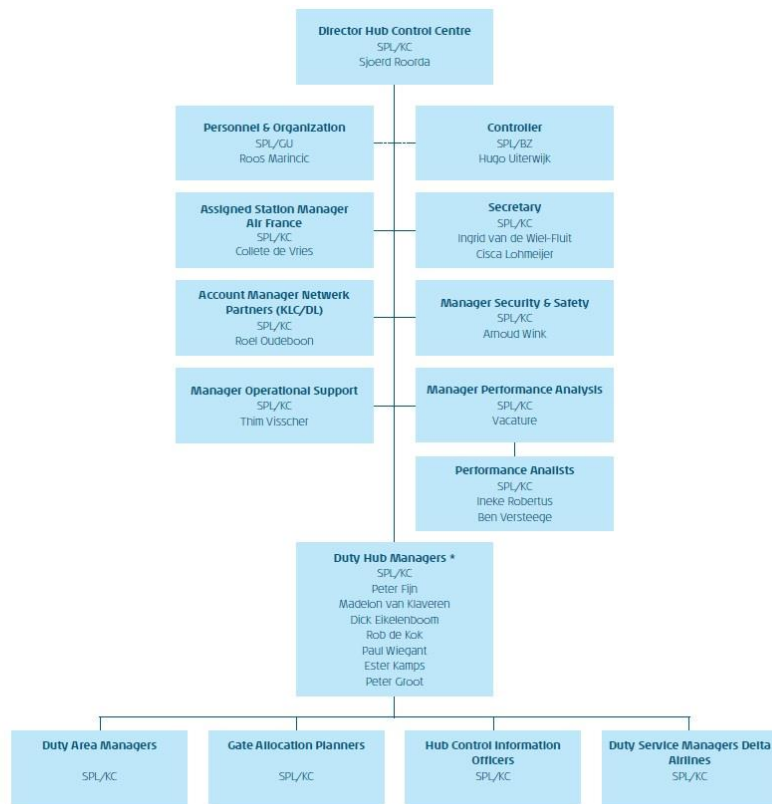 Director Hub Control Centre
SPL/KC
Sjoerd Roorda
Personnel & Organization
SPL/GU
Roos Marincic
Controller
SPL/BZ
Hugo Uiterwijk
Assigned Station Manager
Air France
SPL/KC
Collete de Vries
Secretary
SPL/KC
Ingrid van de Wiel-Fluit
Cisca Lohmeijer
Account Manager Netwerk
Partners (KLC/DL)
SPL/KC
Roel Oudeboon
Manager Security & Safety
SPL/KC
Arnoud Wink
Manager Operational Support
SPL/KC
Thim Visscher
Manager Performance Analysis
SPL/KC
Vacature
Performance Analists
SPL/KC
Ineke Robertus
Ben Versteege
Duty Hub Managers *
SPL/KC
Peter Fijn
Madelon van Klaveren
Dick Eikelenboom
Rob de Kok
Paul Wiegant
Ester Kamps
Peter Groot
Duty Area Managers
SPL/KC
Gate Allocation Planners
SPL/KC
Hub Control Information
Officers
SPL/KC
Duty Service Managers Delta
Airlines
SPL/KC